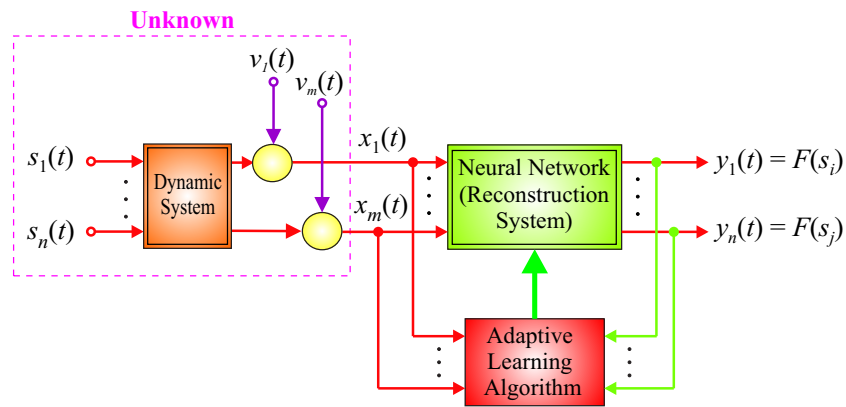 Unknown
v₁(t)
vₘ(t)
s₁(t)
sₙ(t)
Dynamic
System
x₁(t)
xₘ(t)
Neural Network
(Reconstruction
System)
y₁(t) = F(sᵢ)
yₙ(t) = F(sⱼ)
Adaptive
Learning
Algorithm